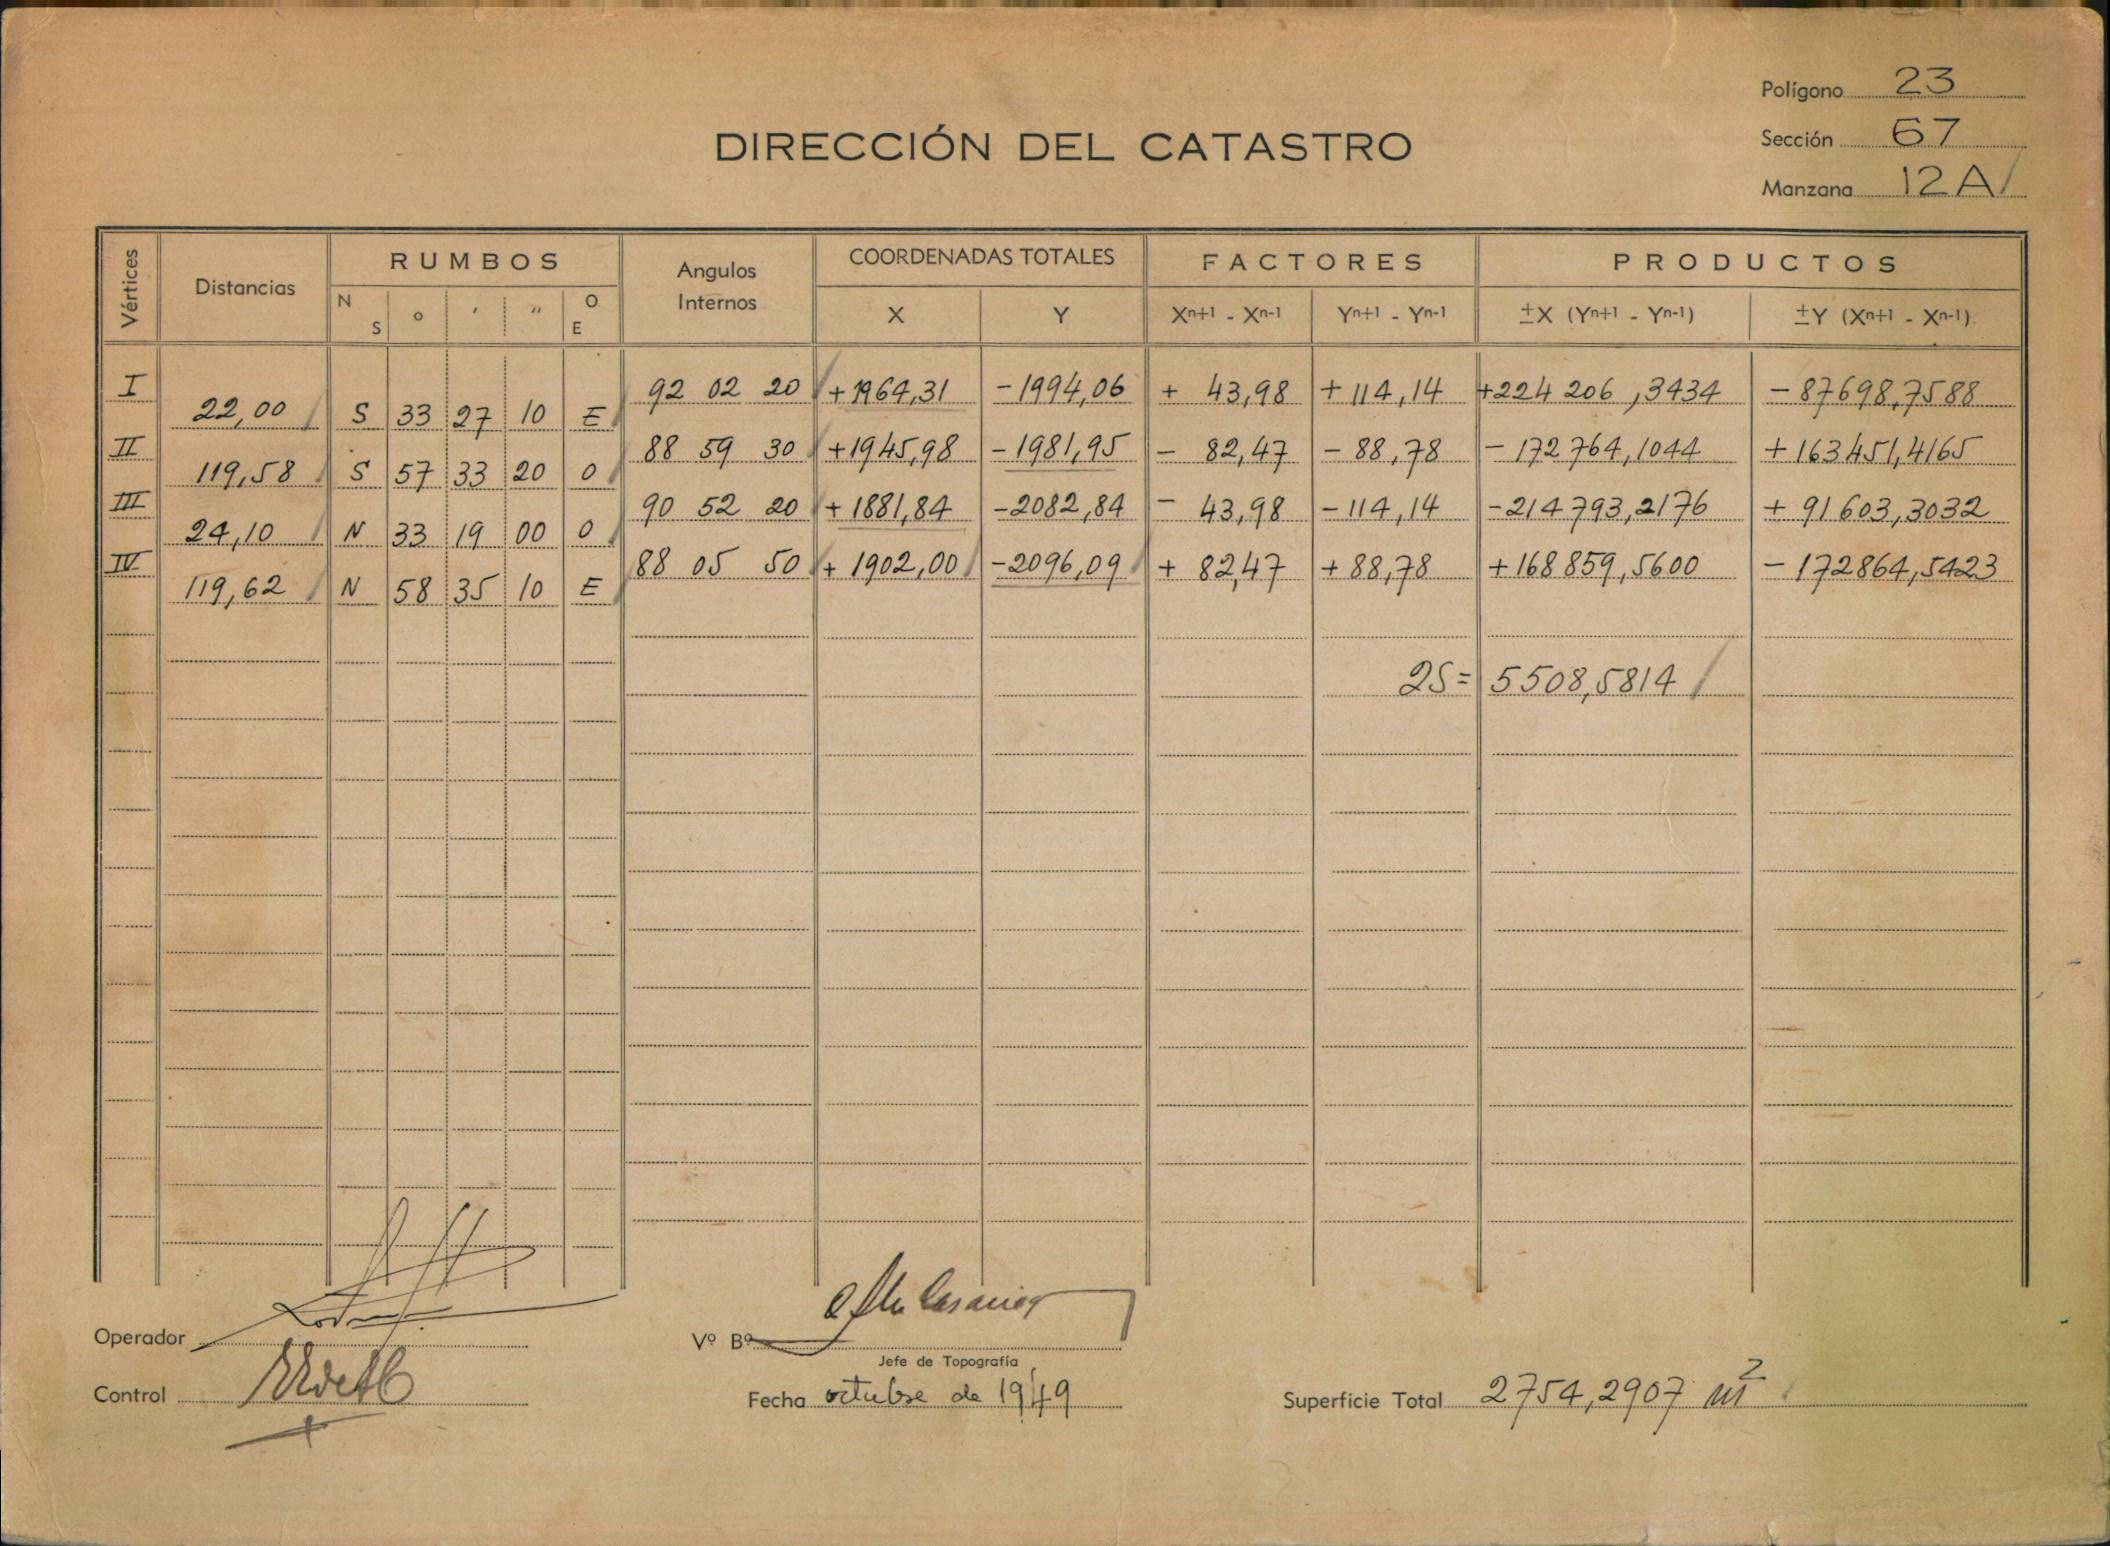 Polígono 23
DIRECCIÓN DEL CATASTRO
Sección 67
Manzana 12A
Vértices Distancias RUMBOS Angulos Internos COORDENADAS TOTALES FACTORES PRODUCTOS
N S ° ' " O E X Y Xn+1 - Xn-1 Yn+1 - Yn-1 ±X (Yn+1 - Yn-1) ±Y (Xn+1 - Xn-1)
I 92 02 20 +1964,31 -1994,06 + 43,98 +114,14 +224 206,3434 -87698,7588
22,00 S 33 27 10 E
II 88 59 30 +1945,98 -1981,95 - 82,47 -88,78 -172 764,1044 +163451,4165
119,58 S 57 33 20 O
III 90 52 20 +1881,84 -2082,84 - 43,98 -114,14 -214793,2176 +91603,3032
24,10 N 33 19 00 O
IV 88 05 50 +1902,00 -2096,09 + 82,47 +88,78 +168859,5600 -172864,5423
119,62 N 58 35 10 E
2S= 5508,5814
Operador
Vº Bº
Jefe de Topografía
Control
Fecha octubre de 1949
Superficie Total 2754,2907 m²